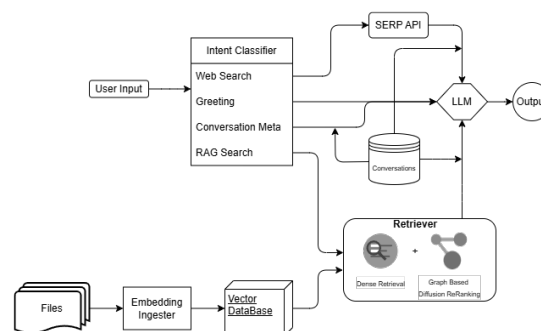 SERP API
Intent Classifier
Web Search
Greeting
Conversation Meta
RAG Search
User Input
LLM
Output
Conversations
Retriever
+
Dense Retrieval
Graph Based
Diffusion ReRanking
Files
Embedding
Ingester
Vector
DataBase